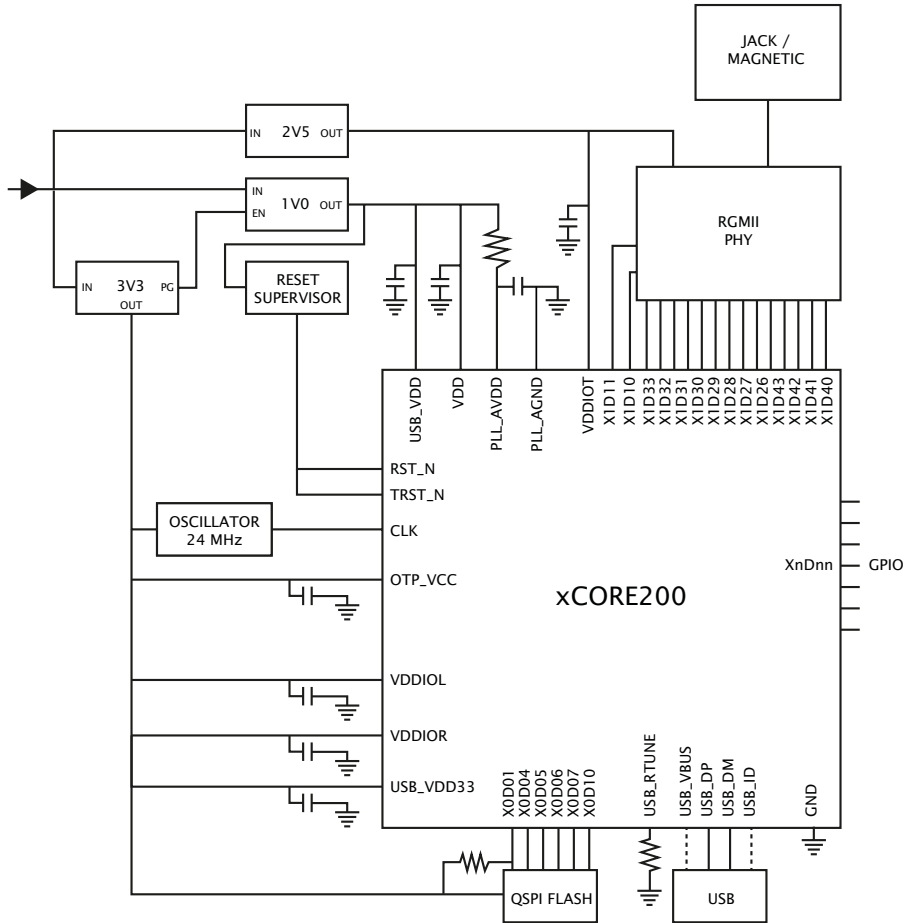 JACK /
MAGNETIC
IN 2V5 OUT
IN
1V0 OUT
EN
RGMII
PHY
IN 3V3 PG
OUT
RESET
SUPERVISOR
USB_VDD
VDD
PLL_AVDD
PLL_AGND
VDDIOT
X1D11
X1D10
X1D33
X1D32
X1D31
X1D30
X1D29
X1D28
X1D27
X1D26
X1D43
X1D42
X1D41
X1D40
RST_N
TRST_N
OSCILLATOR
24 MHz
CLK
XnDnn GPIO
OTP_VCC
xCORE200
VDDIOL
VDDIOR
USB_VDD33
X0D01
X0D04
X0D05
X0D06
X0D07
X0D10
USB_RTUNE
USB_VBUS
USB_DP
USB_DM
USB_ID
GND
QSPI FLASH
USB